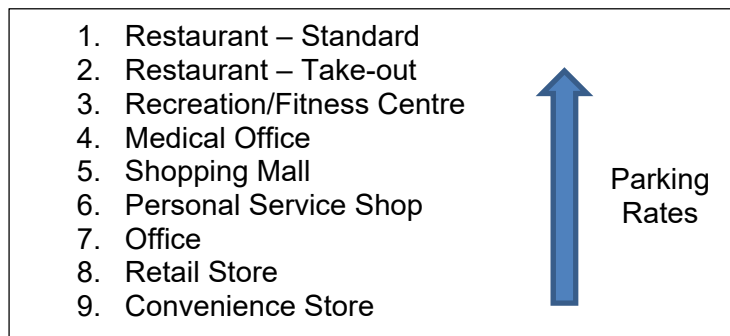 1. Restaurant – Standard
2. Restaurant – Take-out
3. Recreation/Fitness Centre
4. Medical Office
5. Shopping Mall
6. Personal Service Shop
7. Office
8. Retail Store
9. Convenience Store
Parking
Rates